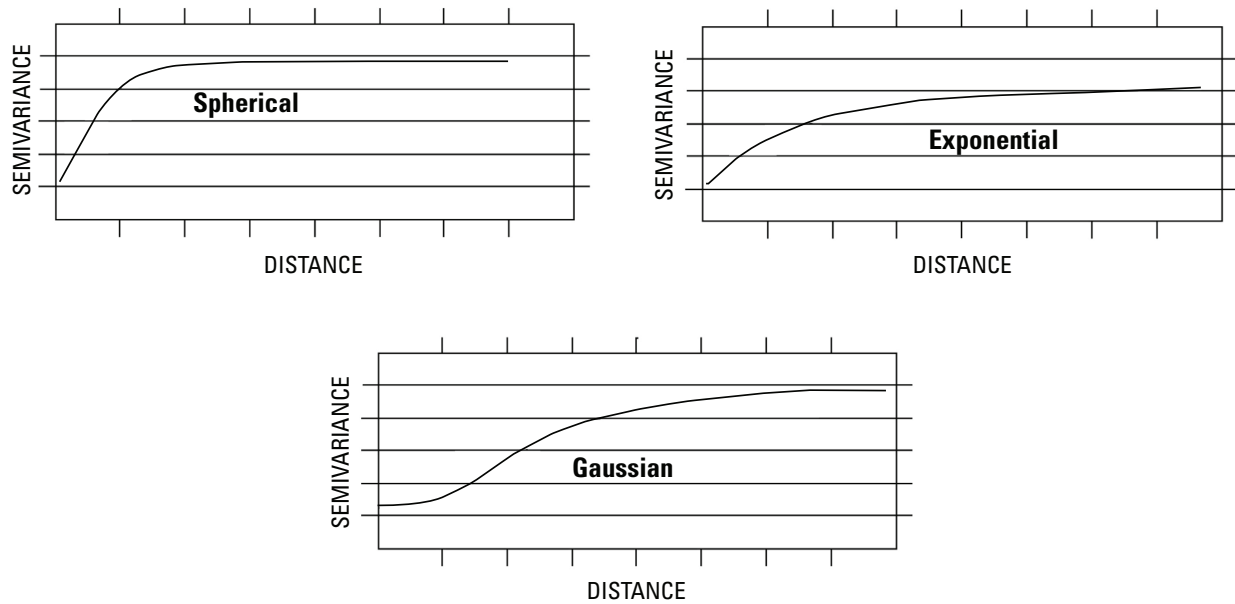 SEMIVARIANCE
Spherical
DISTANCE
SEMIVARIANCE
Exponential
DISTANCE
SEMIVARIANCE
Gaussian
DISTANCE